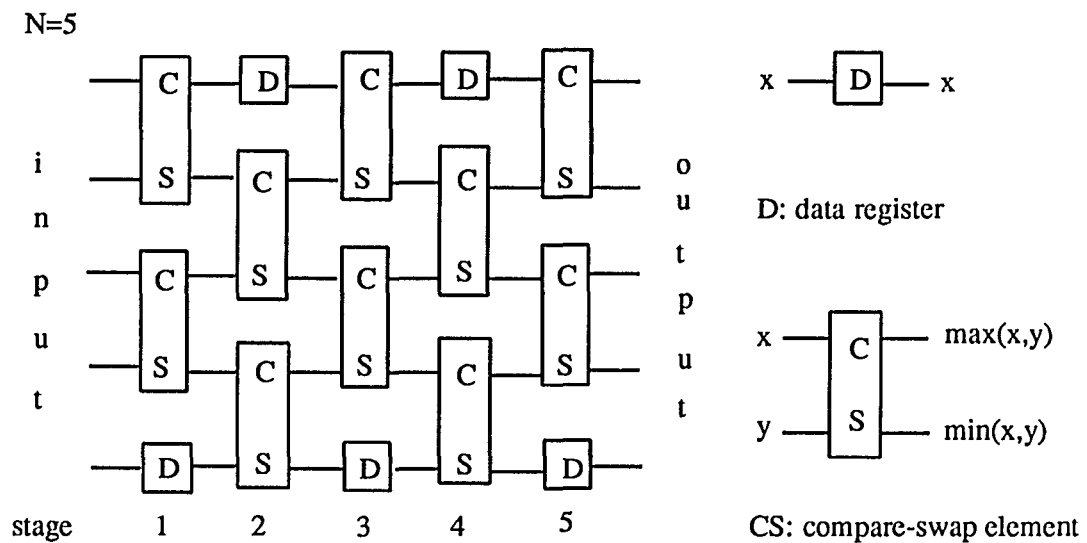 N=5
C D C D C
S C S C S
C S C S C
S C S C S
D S D S D
i
n
p
u
t
o
u
t
p
u
t
stage 1 2 3 4 5
x D x
D: data register
x C max(x,y)
y S min(x,y)
CS: compare-swap element